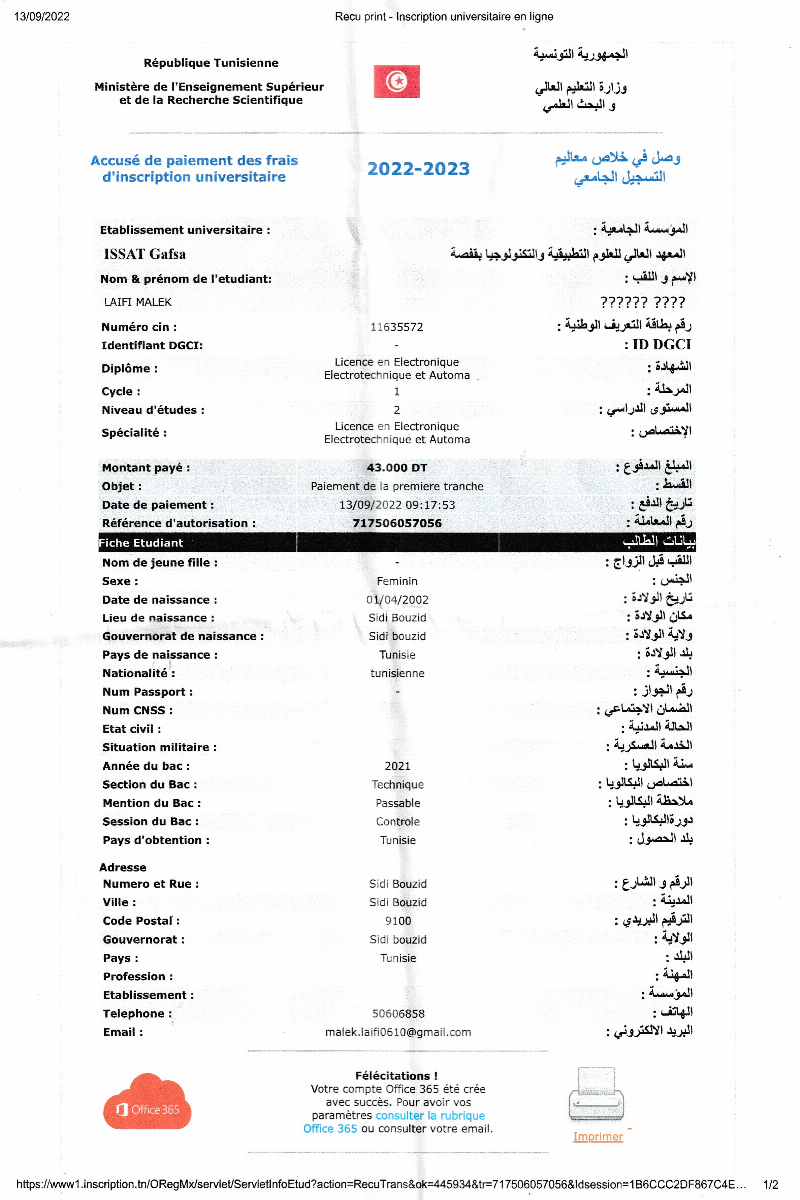 13/09/2022 Recu print - Inscription universitaire en ligne
République Tunisienne الجمهورية التونسية
Ministère de l'Enseignement Supérieur وزارة التعليم العالي
et de la Recherche Scientifique و البحث العلمي
Accusé de paiement des frais 2022-2023 وصل في خلاص معاليم
d'inscription universitaire التسجيل الجامعي
Etablissement universitaire : المؤسسة الجامعية :
ISSAT Gafsa المعهد العالي للعلوم التطبيقية والتكنولوجيا بقفصة
Nom & prénom de l'etudiant: الإسم و اللقب :
LAIFI MALEK ?????? ????
Numéro cin : 11635572 رقم بطاقة التعريف الوطنية :
Identifiant DGCI: - ID DGCI :
Diplôme : Licence en Electronique الشهادة :
Electrotechnique et Automa
Cycle : 1 المرحلة :
Niveau d'études : 2 المستوى الدراسي :
Spécialité : Licence en Electronique الإختصاص :
Electrotechnique et Automa
Montant payé : 43.000 DT المبلغ المدفوع :
Objet : Paiement de la premiere tranche القسط :
Date de paiement : 13/09/2022 09:17:53 تاريخ الدفع :
Référence d'autorisation : 717506057056 رقم المعاملة :
Fiche Etudiant بيانات الطالب
Nom de jeune fille : - اللقب قبل الزواج :
Sexe : Feminin الجنس :
Date de naissance : 01/04/2002 تاريخ الولادة :
Lieu de naissance : Sidi Bouzid مكان الولادة :
Gouvernorat de naissance : Sidi bouzid ولاية الولادة :
Pays de naissance : Tunisie بلد الولادة :
Nationalité : tunisienne الجنسية :
Num Passport : - رقم الجواز :
Num CNSS : الضمان الاجتماعي :
Etat civil : الحالة المدنية :
Situation militaire : الخدمة العسكرية :
Année du bac : 2021 سنة البكالويا :
Section du Bac : Technique اختصاص البكالويا :
Mention du Bac : Passable ملاحظة البكالويا :
Session du Bac : Controle دورةالبكالويا :
Pays d'obtention : Tunisie بلد الحصول :
Adresse
Numero et Rue : Sidi Bouzid الرقم و الشارع :
Ville : Sidi Bouzid المدينة :
Code Postal : 9100 الترقيم البريدي :
Gouvernorat : Sidi bouzid الولاية :
Pays : Tunisie البلد :
Profession : المهنة :
Etablissement : المؤسسة :
Telephone : 50606858 الهاتف :
Email : malek.laifi0610@gmail.com البريد الالكتروني :
Félécitations !
Votre compte Office 365 été crée
avec succès. Pour avoir vos
paramètres consulter la rubrique
Office 365 ou consulter votre email.
Office 365
Imprimer
https://www1.inscription.tn/ORegMx/servlet/ServletInfoEtud?action=RecuTrans&ok=445934&tr=717506057056&Idsession=1B6CCC2DF867C4E... 1/2